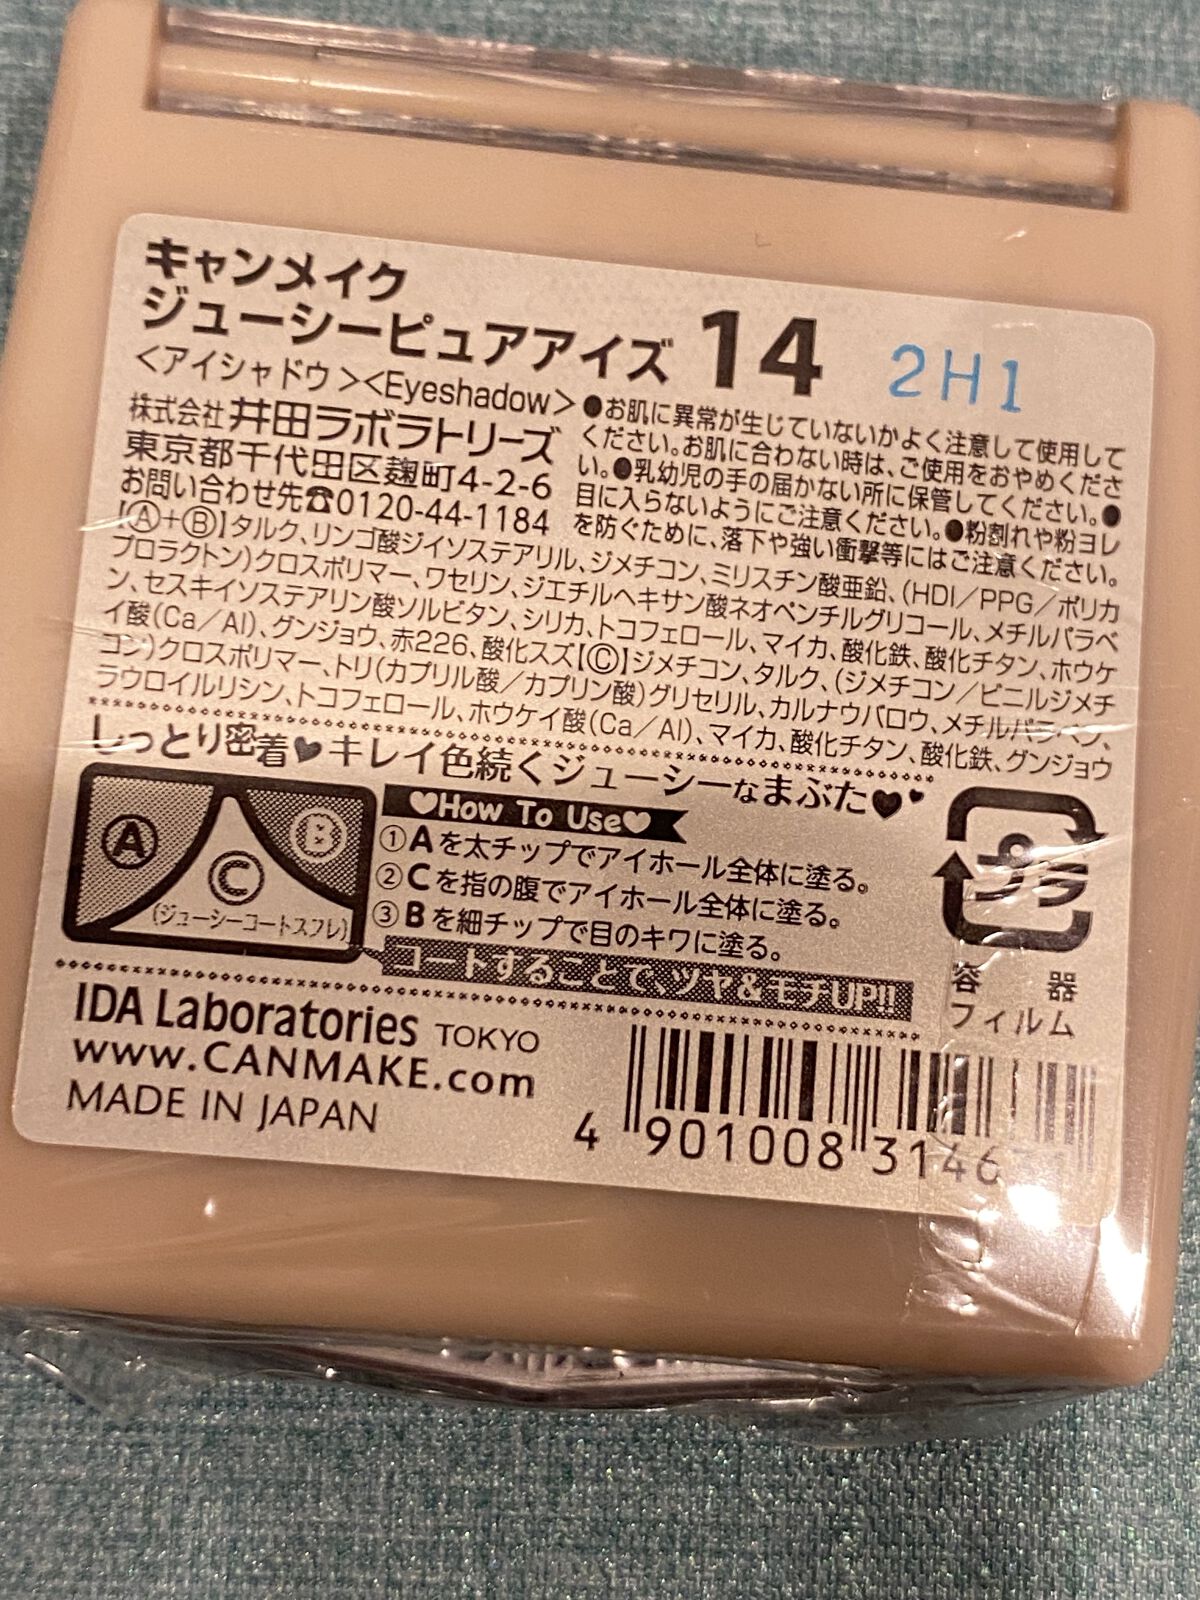 キャンメイク
ジューシーピュアアイズ 14
2H1
<アイシャドウ><Eyeshadow>
株式会社 井田ラボラトリーズ
東京都千代田区麹町4-2-6
お問い合わせ先☎0120-44-1184
●お肌に異常が生じていないかよく注意して使用して
ください。お肌に合わない時は、ご使用をおやめくださ
い。●乳幼児の手の届かない所に保管してください。●
目に入らないようにご注意ください。●粉割れや粉ヨレ
を防ぐために、落下や強い衝撃等にはご注意ください。
【Ⓐ+Ⓑ】タルク、リンゴ酸ジイソステアリル、ジメチコン、ミリスチン酸亜鉛、(HDI/PPG/ポリカ
プロラクトン)クロスポリマー、ワセリン、ジエチルヘキサン酸ネオペンチルグリコール、メチルパラベ
ン、セスキイソステアリン酸ソルビタン、シリカ、トコフェロール、マイカ、酸化鉄、酸化チタン、ホウケ
イ酸(Ca/Al)、グンジョウ、赤226、酸化スズ【Ⓒ】ジメチコン、タルク、(ジメチコン/ビニルジメチ
コン)クロスポリマー、トリ(カプリル酸/カプリン酸)グリセリル、カルナウバロウ、メチルパラベン、
ラウロイルリシン、トコフェロール、ホウケイ酸(Ca/Al)、マイカ、酸化チタン、酸化鉄、グンジョウ
しっとり密着♥キレイ色続くジューシーなまぶた♥♥
A
B
C
(ジューシーコートスフレ)
♡How To Use♡
①Aを太チップでアイホール全体に塗る。
②Cを指の腹でアイホール全体に塗る。
③Bを細チップで目のキワに塗る。
コートすることで、ツヤ&モチUP!!
プラ
容器
フィルム
IDA Laboratories TOKYO
www.CANMAKE.com
MADE IN JAPAN
4 901008 3146